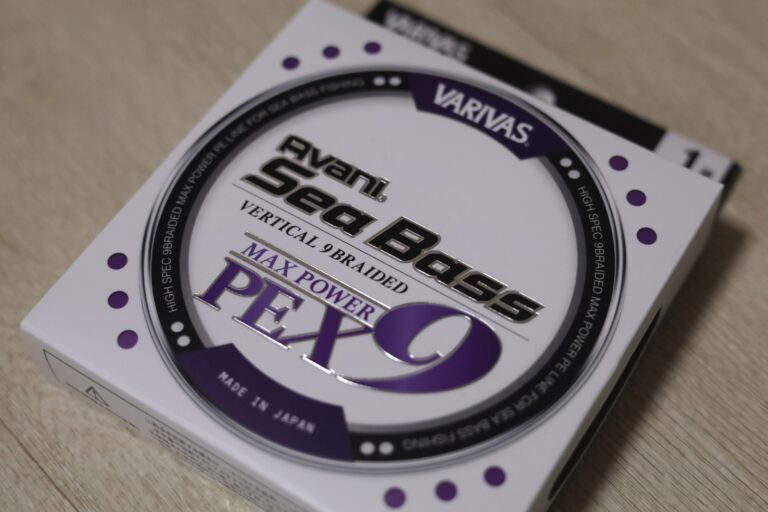 VARIVAS
VARIVAS
Avani
Sea Bass
VERTICAL 9 BRAIDED
MAX POWER
PEX9
MADE IN JAPAN
HIGH SPEC 9BRAIDED MAX POWER PE LINE FOR SEA BASS FISHING
HIGH SPEC 9BRAIDED MAX POWER PE LINE FOR SEA BASS FISHING